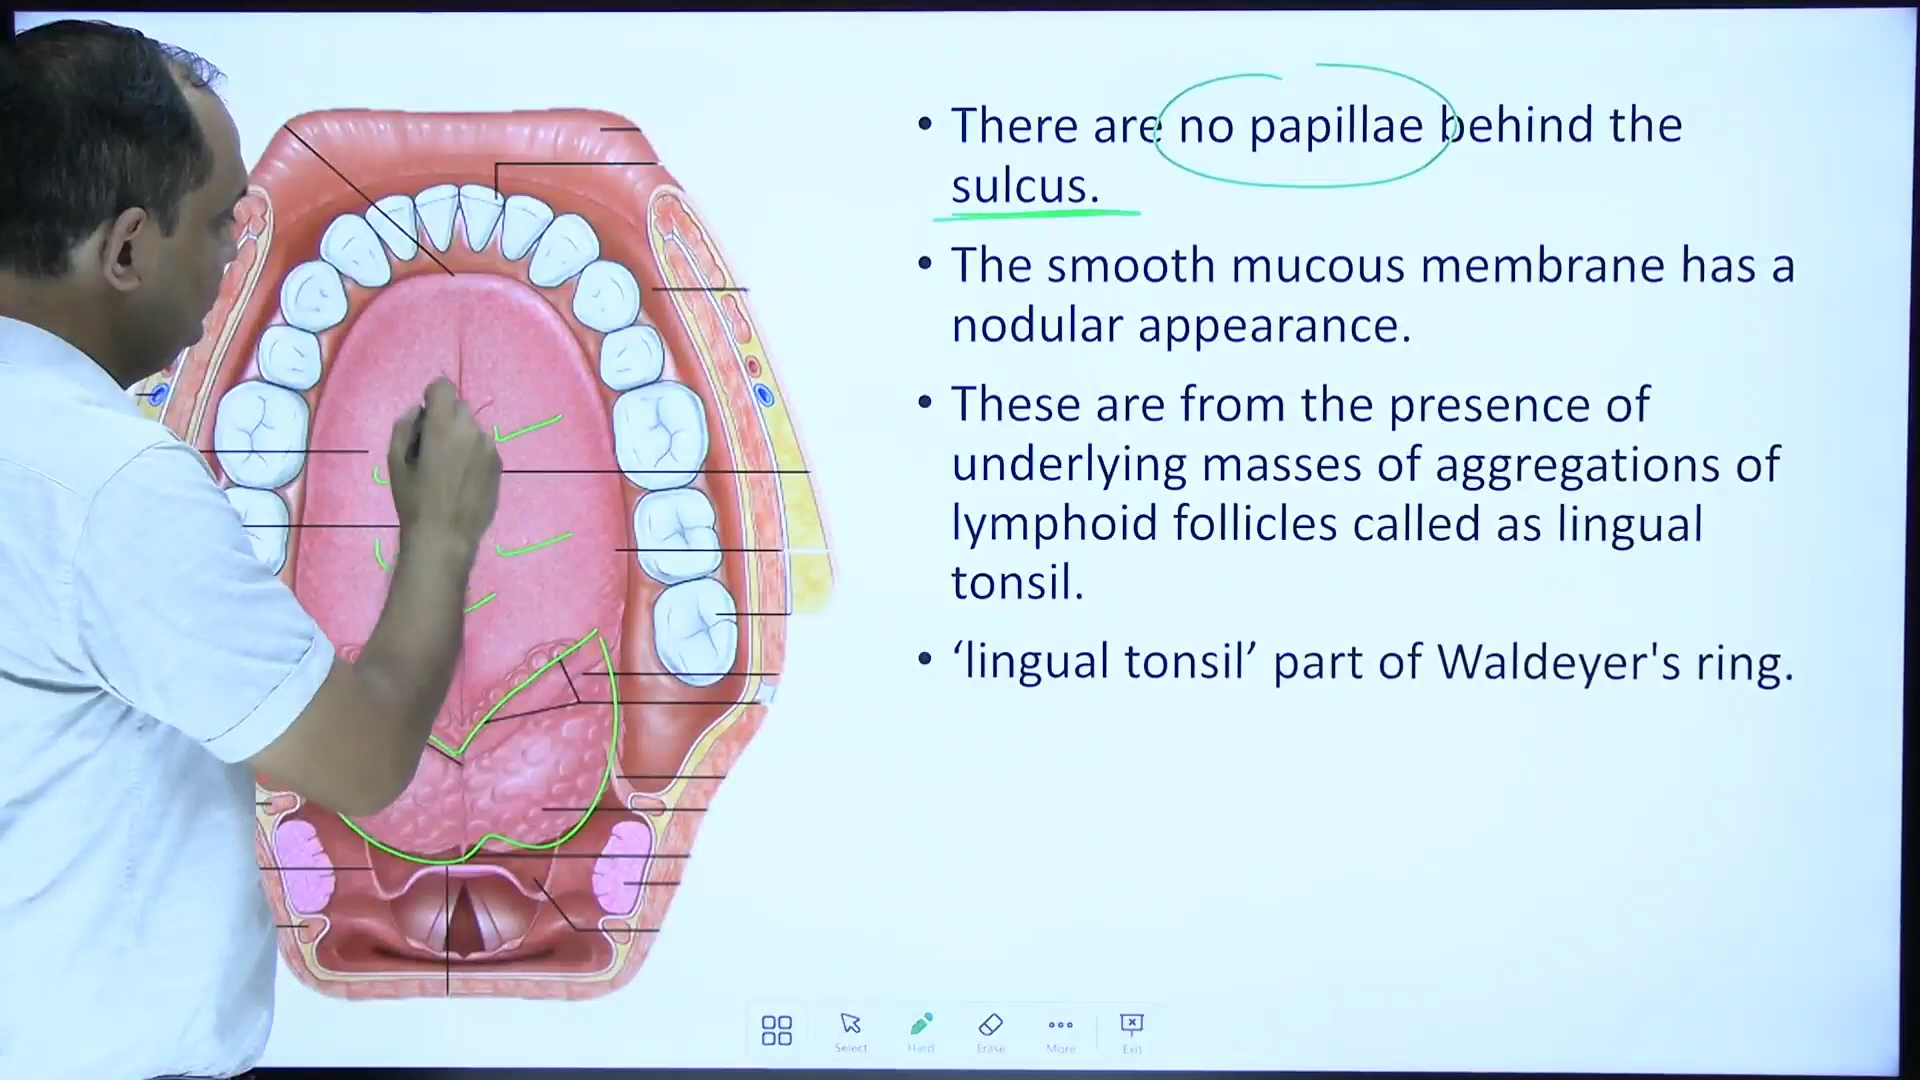 • There are no papillae behind the
sulcus.
• The smooth mucous membrane has a
nodular appearance.
• These are from the presence of
underlying masses of aggregations of
lymphoid follicles called as lingual
tonsil.
• ‘lingual tonsil’ part of Waldeyer's ring.
Select Hard Erase More Exit